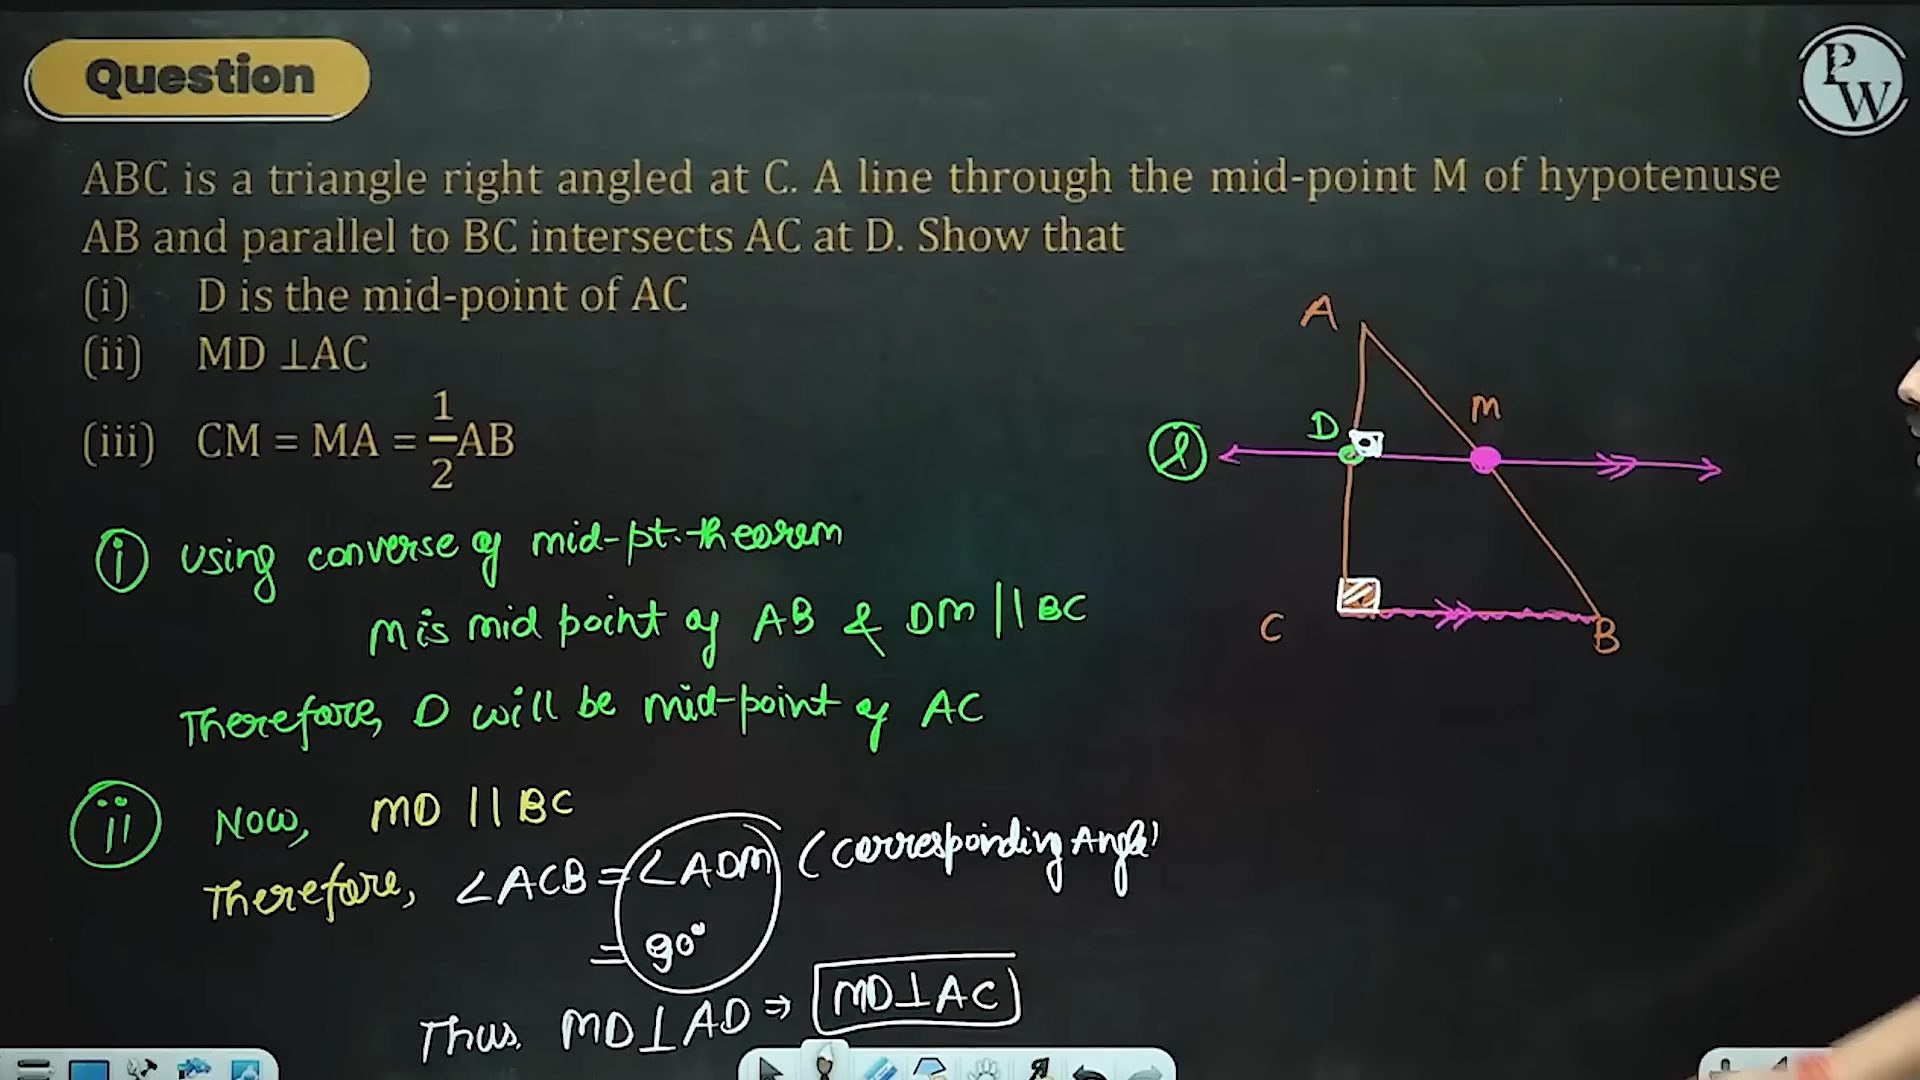 Question
PW
ABC is a triangle right angled at C. A line through the mid-point M of hypotenuse
AB and parallel to BC intersects AC at D. Show that
(i) D is the mid-point of AC
(ii) MD ⊥AC
(iii) CM = MA = 1/2 AB
A
M
D
l
C
B
(i) Using converse of mid-pt. theorem
M is mid point of AB & DM || BC
Therefore, D will be mid-point of AC
(ii) Now, MD || BC
Therefore, ∠ACB = ∠ADM (corresponding Angle)
= 90°
Thus, MD ⊥ AD ⇒ MD ⊥ AC